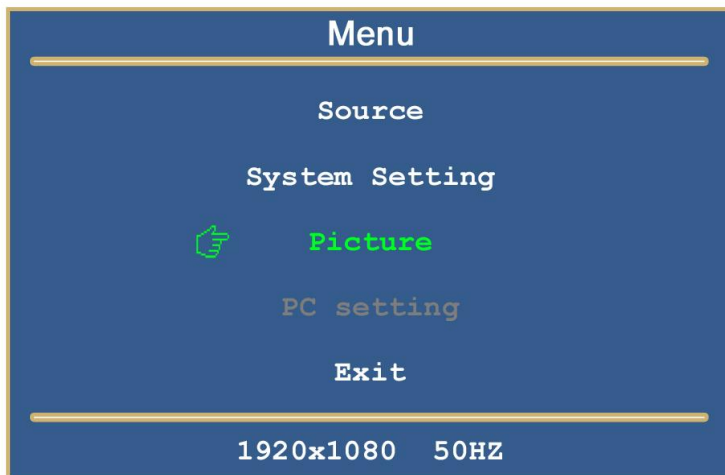 Menu
Source
System Setting
Picture
PC setting
Exit
1920x1080 50HZ